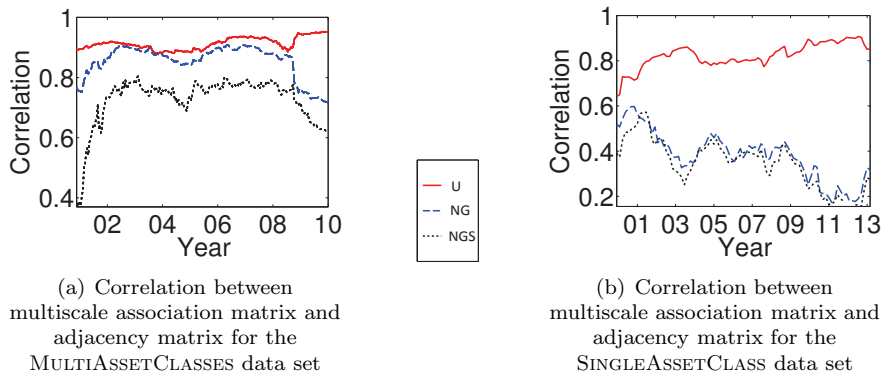 1
0.8
0.6
0.4
Correlation
02 04 06 08 10
Year
U
NG
NGS
1
0.8
0.6
0.4
0.2
Correlation
01 03 05 07 09 11 13
Year
(a) Correlation between
multiscale association matrix and
adjacency matrix for the
MULTIASSETCLASSES data set
(b) Correlation between
multiscale association matrix and
adjacency matrix for the
SINGLEASSETCLASS data set